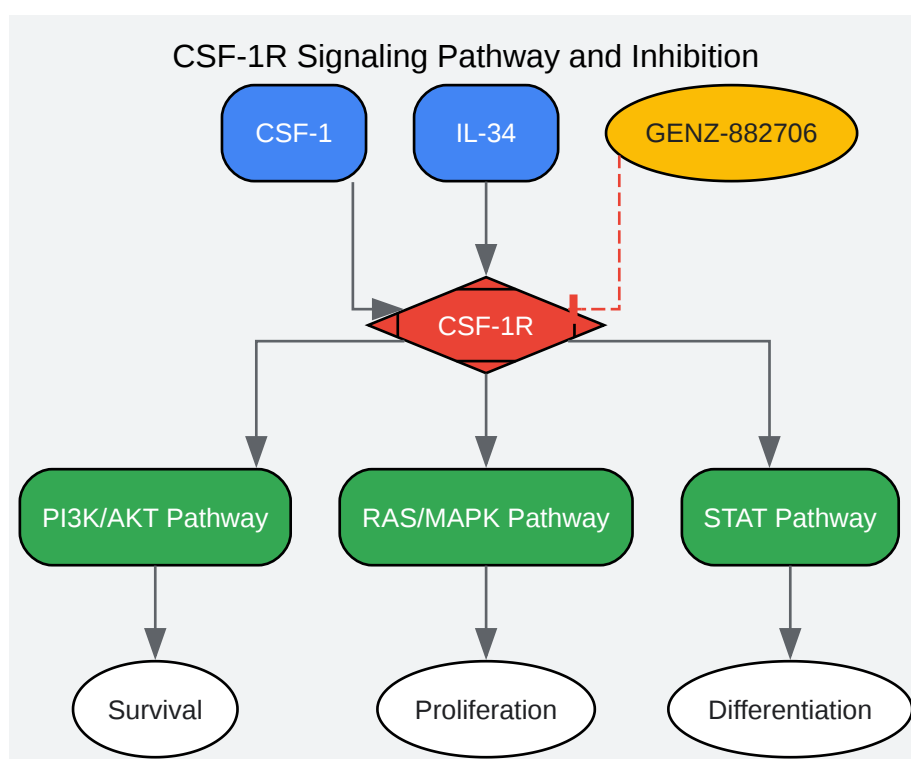 CSF-1R Signaling Pathway and Inhibition
CSF-1
IL-34
GENZ-882706
CSF-1R
PI3K/AKT Pathway
RAS/MAPK Pathway
STAT Pathway
Survival
Proliferation
Differentiation